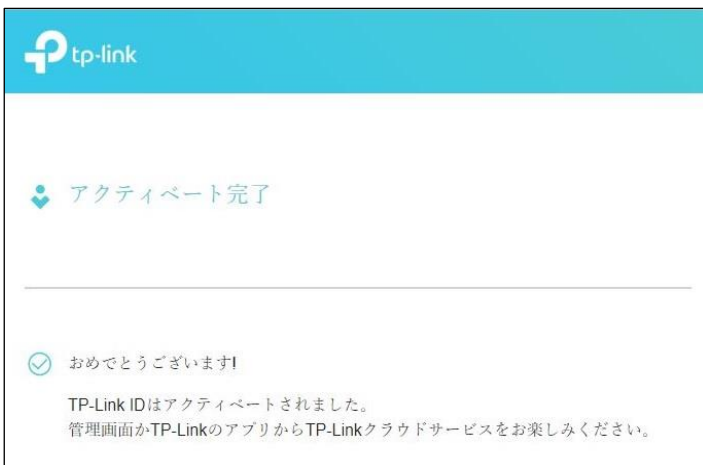 tp-link
アクティベート完了
おめでとうございます!
TP-Link IDはアクティベートされました。
管理画面かTP-LinkのアプリからTP-Linkクラウドサービスをお楽しみください。